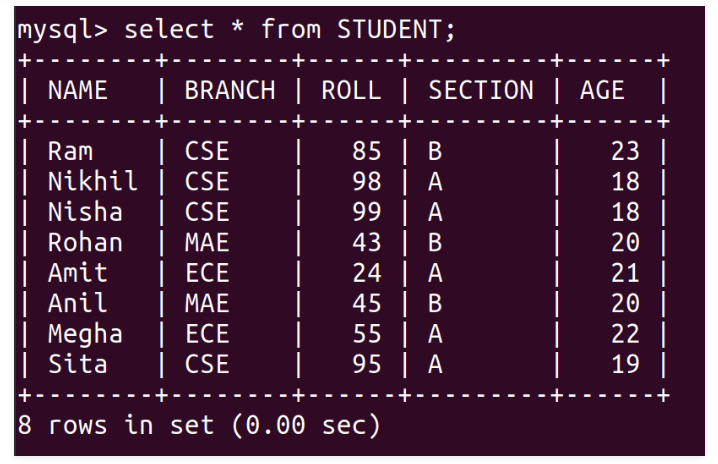 mysql> select * from STUDENT;
+--------+--------+------+---------+------+
| NAME   | BRANCH | ROLL | SECTION | AGE  |
+--------+--------+------+---------+------+
| Ram    | CSE    |   85 | B       |   23 |
| Nikhil | CSE    |   98 | A       |   18 |
| Nisha  | CSE    |   99 | A       |   18 |
| Rohan  | MAE    |   43 | B       |   20 |
| Amit   | ECE    |   24 | A       |   21 |
| Anil   | MAE    |   45 | B       |   20 |
| Megha  | ECE    |   55 | A       |   22 |
| Sita   | CSE    |   95 | A       |   19 |
+--------+--------+------+---------+------+
8 rows in set (0.00 sec)